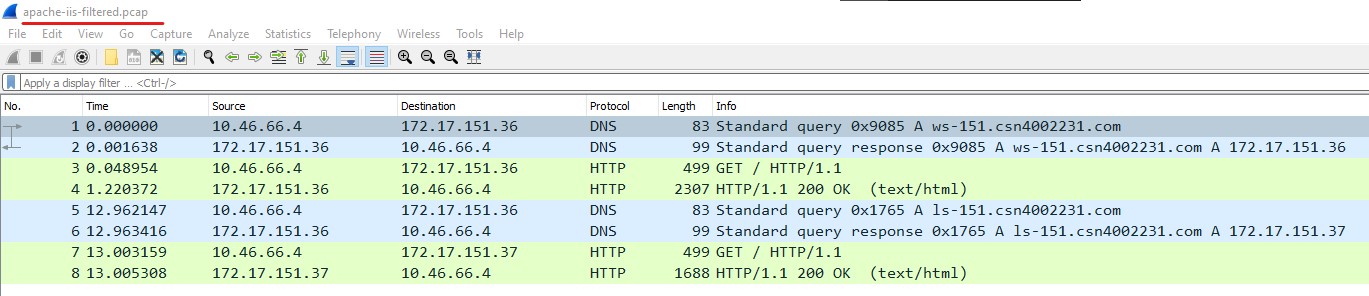 apache-iis-filtered.pcap
File Edit View Go Capture Analyze Statistics Telephony Wireless Tools Help
Apply a display filter ... <Ctrl-/>
No. Time Source Destination Protocol Length Info
1 0.000000 10.46.66.4 172.17.151.36 DNS 83 Standard query 0x9085 A ws-151.csn4002231.com
2 0.001638 172.17.151.36 10.46.66.4 DNS 99 Standard query response 0x9085 A ws-151.csn4002231.com A 172.17.151.36
3 0.048954 10.46.66.4 172.17.151.36 HTTP 499 GET / HTTP/1.1
4 1.220372 172.17.151.36 10.46.66.4 HTTP 2307 HTTP/1.1 200 OK (text/html)
5 12.962147 10.46.66.4 172.17.151.36 DNS 83 Standard query 0x1765 A ls-151.csn4002231.com
6 12.963416 172.17.151.36 10.46.66.4 DNS 99 Standard query response 0x1765 A ls-151.csn4002231.com A 172.17.151.37
7 13.003159 10.46.66.4 172.17.151.37 HTTP 499 GET / HTTP/1.1
8 13.005308 172.17.151.37 10.46.66.4 HTTP 1688 HTTP/1.1 200 OK (text/html)